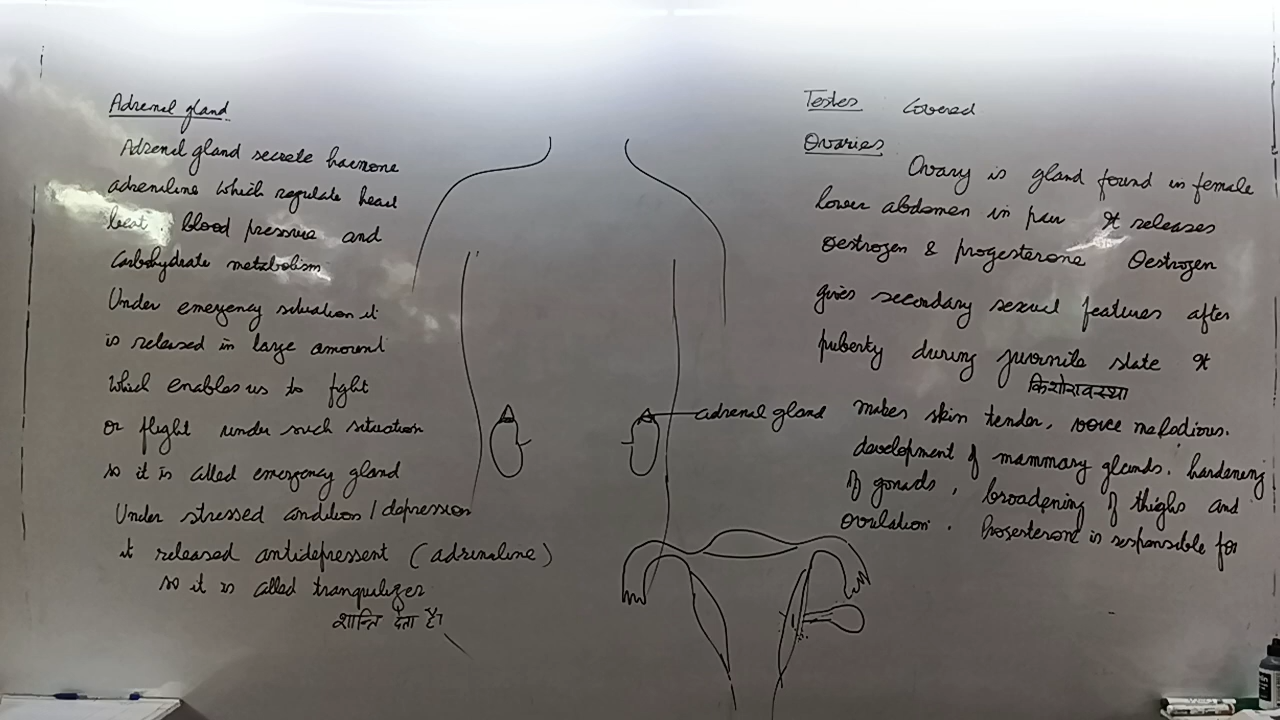 Adrenal gland
Adrenal gland secrete haemone
adreniline which regulate heart
beat blood pressure and
Carbohydrate metabolism
Under emergency situation it
is released in large amount
which enables us to fght
or flight under such situation
so it is called emergency gland
Under stressed condition / depression
it released antidepressent (adrenaline)
so it is called tranquilizer
शान्ति देता है।
adrenal gland
Testes Covered
Ovaries
Ovary is gland found in female
lower abdomen in pair It releases
Oestrogen & progesterone Oestrogen
gives secondary sexual features after
puberty during juvenile state It
किशोरावस्था
makes skin tender, voice melodious.
development of mammary glands. hardening
of gonads, broadening of thighs and
ovulation. Progesterone is responsible for